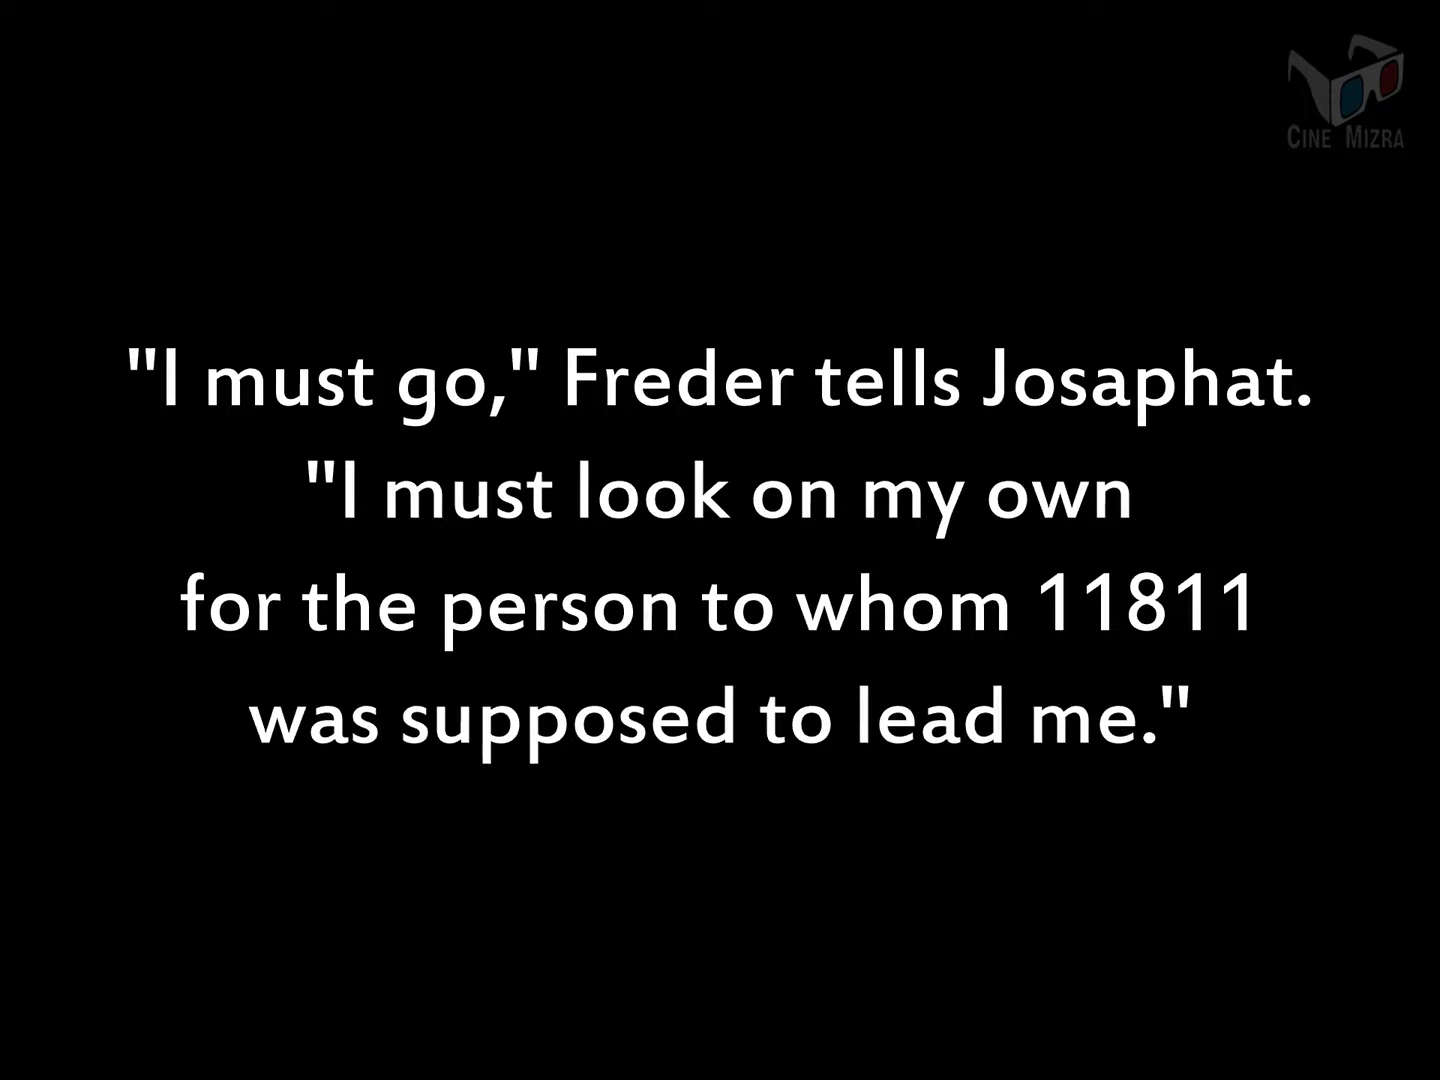 CINE MIZRA
"I must go," Freder tells Josaphat.
"I must look on my own
for the person to whom 11811
was supposed to lead me."